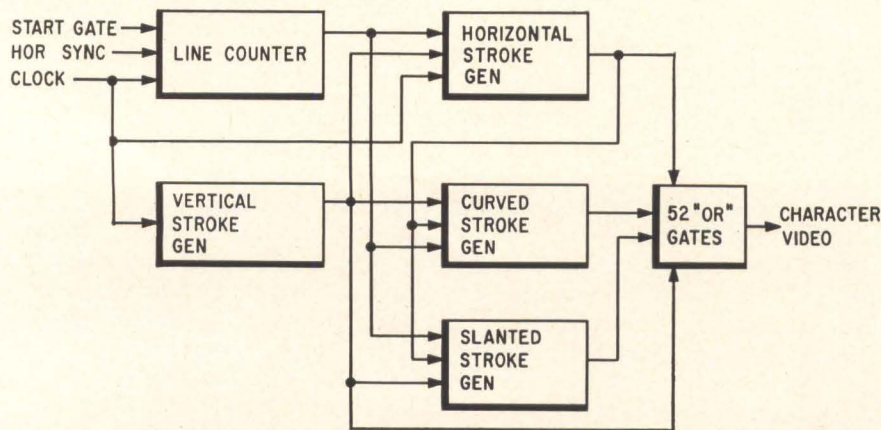 START GATE
HOR SYNC
CLOCK
LINE COUNTER
HORIZONTAL
STROKE
GEN
VERTICAL
STROKE
GEN
CURVED
STROKE
GEN
SLANTED
STROKE
GEN
52 "OR"
GATES
CHARACTER
VIDEO